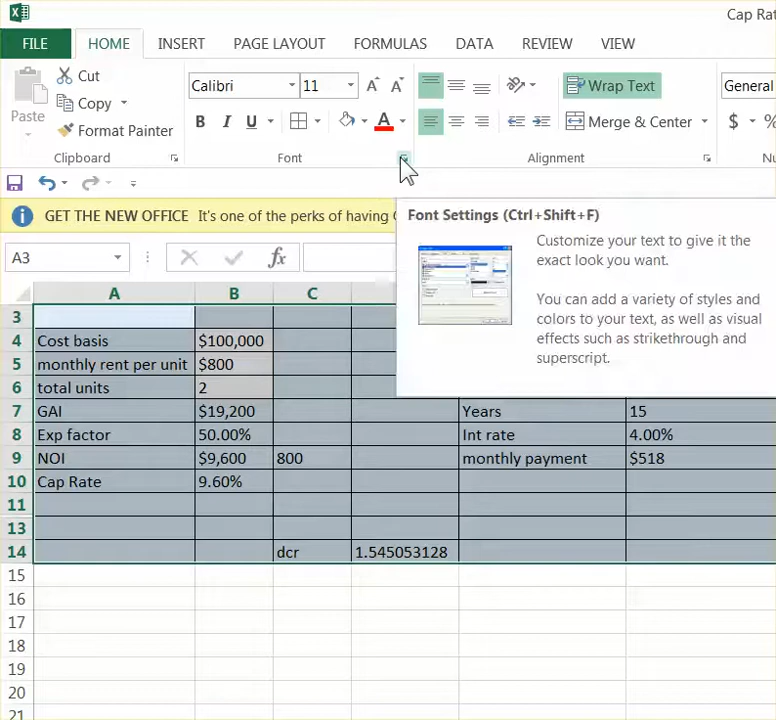 Cap Rat
FILE HOME INSERT PAGE LAYOUT FORMULAS DATA REVIEW VIEW
Cut
Copy
Paste
Format Painter
Clipboard
Calibri 11
A A
B I U A
Font
Wrap Text
Merge & Center
Alignment
General
$ %
Nu
GET THE NEW OFFICE It's one of the perks of having
Font Settings (Ctrl+Shift+F)
Customize your text to give it the
exact look you want.
You can add a variety of styles and
colors to your text, as well as visual
effects such as strikethrough and
superscript.
A3 fx
A B C
3
4 Cost basis $100,000
5 monthly rent per unit $800
6 total units 2
7 GAI $19,200 Years 15
8 Exp factor 50.00% Int rate 4.00%
9 NOI $9,600 800 monthly payment $518
10 Cap Rate 9.60%
11
13
14 dcr 1.545053128
15
16
17
18
19
20
21